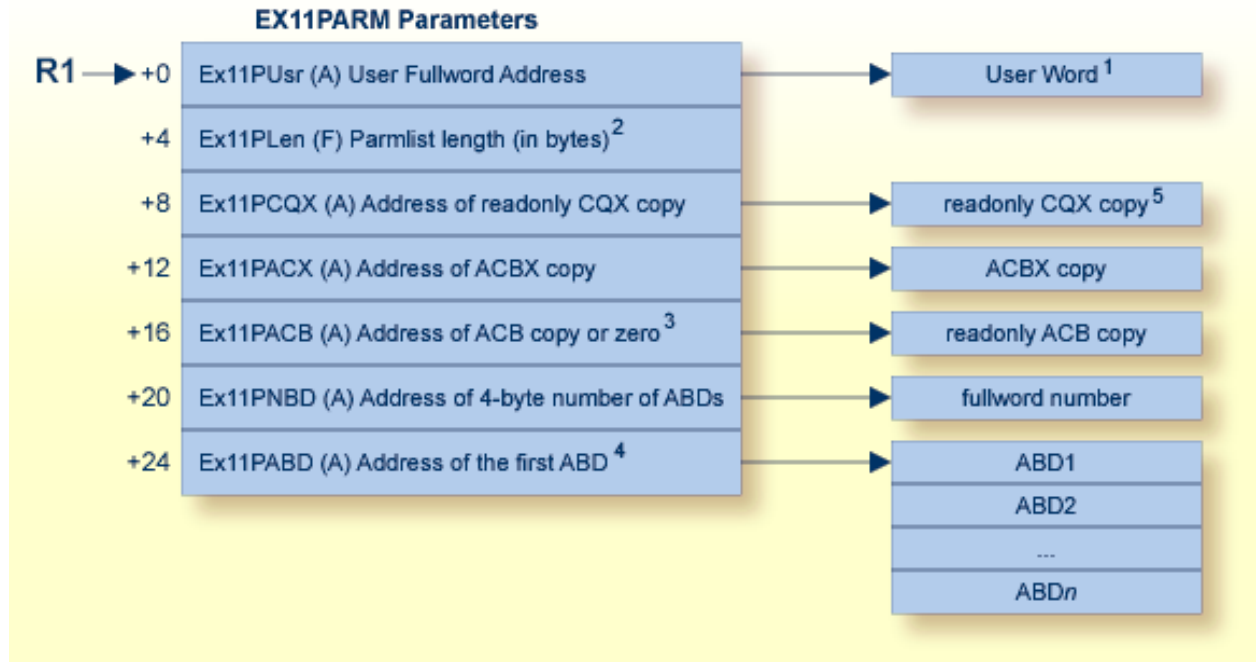 EX11PARM Parameters
R1 +0 Ex11PUsr (A) User Fullword Address User Word 1
+4 Ex11PLen (F) Parmlist length (in bytes) 2
+8 Ex11PCQX (A) Address of readonly CQX copy readonly CQX copy 5
+12 Ex11PACX (A) Address of ACBX copy ACBX copy
+16 Ex11PACB (A) Address of ACB copy or zero 3 readonly ACB copy
+20 Ex11PNBD (A) Address of 4-byte number of ABDs fullword number
+24 Ex11PABD (A) Address of the first ABD 4 ABD1
ABD2
...
ABDn